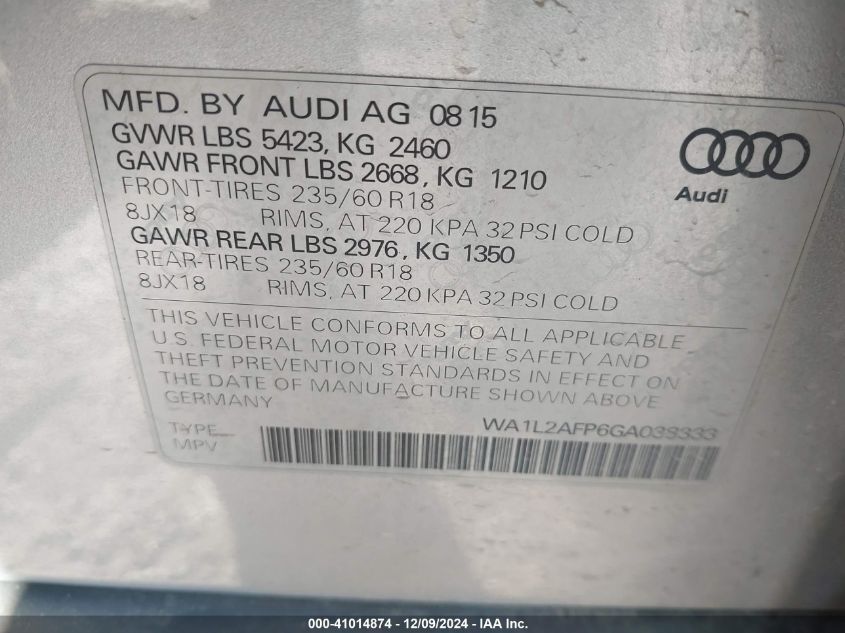 MFD. BY AUDI AG 08 15
GVWR LBS 5423, KG 2460
GAWR FRONT LBS 2668, KG 1210
FRONT-TIRES 235/60 R18
8JX18 RIMS, AT 220 KPA 32 PSI COLD
GAWR REAR LBS 2976, KG 1350
REAR-TIRES 235/60 R18
8JX18 RIMS, AT 220 KPA 32 PSI COLD
Audi
THIS VEHICLE CONFORMS TO ALL APPLICABLE
U.S. FEDERAL MOTOR VEHICLE SAFETY AND
THEFT PREVENTION STANDARDS IN EFFECT ON
THE DATE OF MANUFACTURE SHOWN ABOVE
GERMANY
WA1L2AFP6GA039333
TYPE
MPV
000-41014874 - 12/09/2024 - IAA Inc.